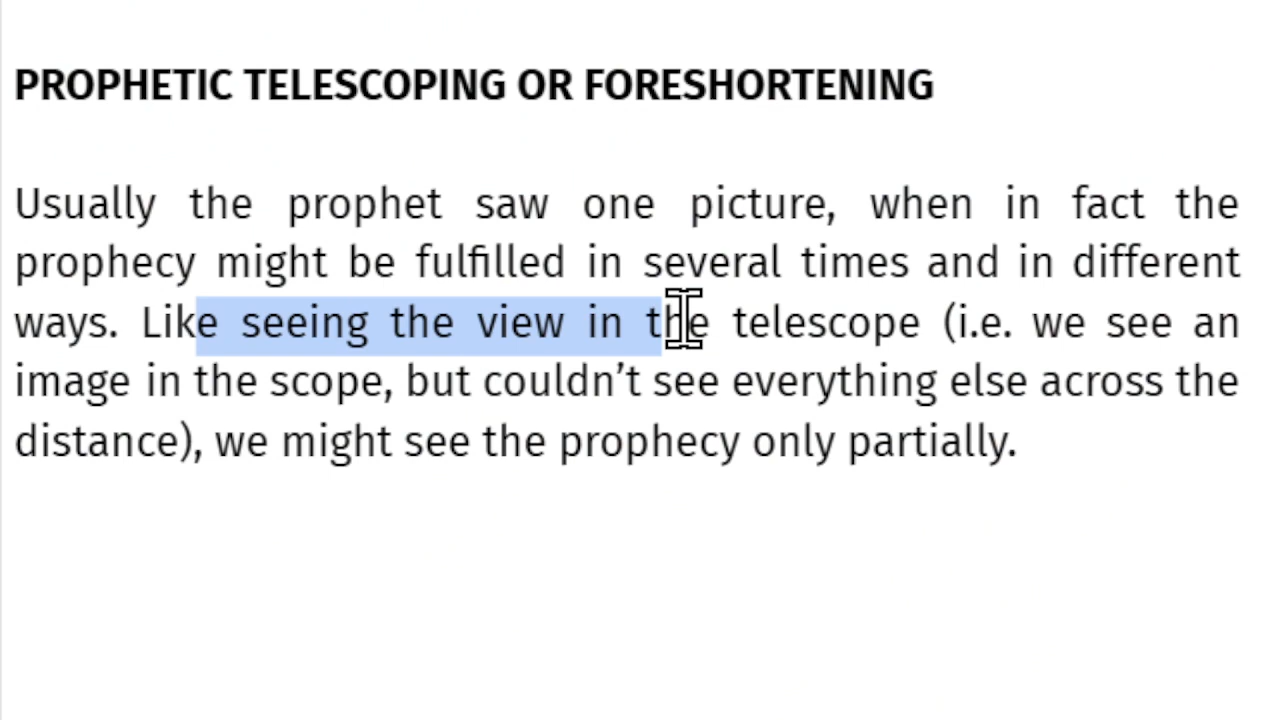 PROPHETIC TELESCOPING OR FORESHORTENING
Usually the prophet saw one picture, when in fact the
prophecy might be fulfilled in several times and in different
ways. Like seeing the view in the telescope (i.e. we see an
image in the scope, but couldn’t see everything else across the
distance), we might see the prophecy only partially.